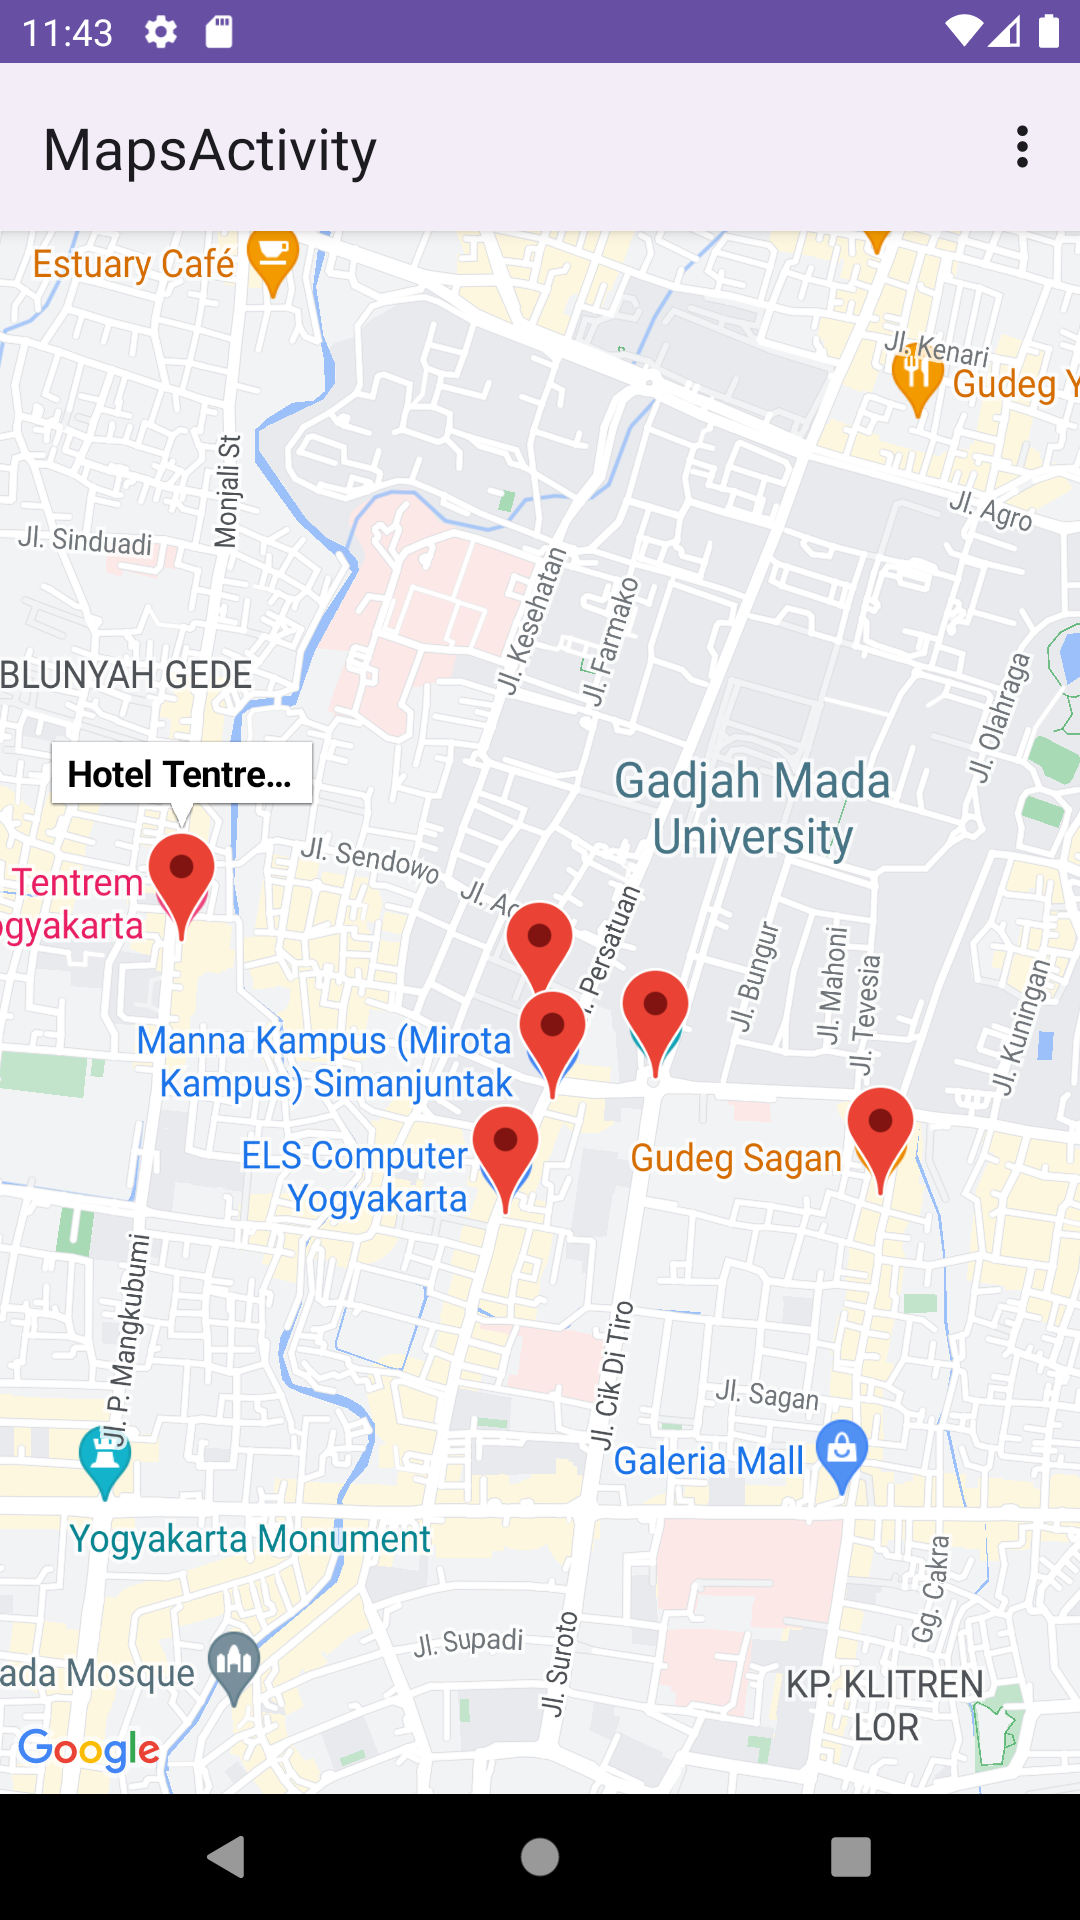 11:43
MapsActivity
Estuary Café
Jl. Kenari
Gudeg Y
Monjali St
Jl. Agro
Jl. Sinduadi
Jl. Kesehatan
Jl. Farmako
BLUNYAH GEDE
Jl. Olahraga
Hotel Tentre...
Gadjah Mada
University
Jl. Sendowo
Tentrem
ogyakarta
Jl. Persatuan
Jl. Bungur
Jl. Mahoni
Jl. Tevesia
Jl. Kuningan
Manna Kampus (Mirota
Kampus) Simanjuntak
ELS Computer
Yogyakarta
Gudeg Sagan
Jl. P. Mangkubumi
Jl. Cik Di Tiro
Jl. Sagan
Galeria Mall
Yogyakarta Monument
Gg. Cakra
Jl. Supadi
Jl. Suroto
ada Mosque
KP. KLITREN
LOR
Google